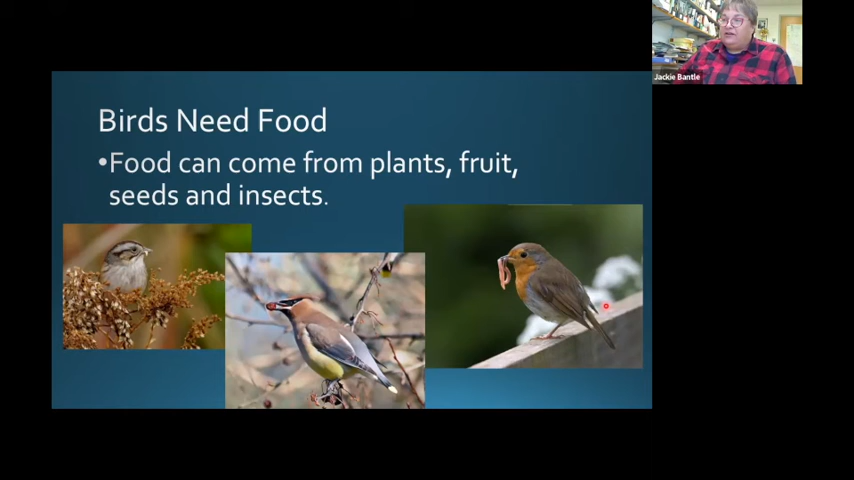 Jackie Bantle
Birds Need Food
•Food can come from plants, fruit,
seeds and insects.